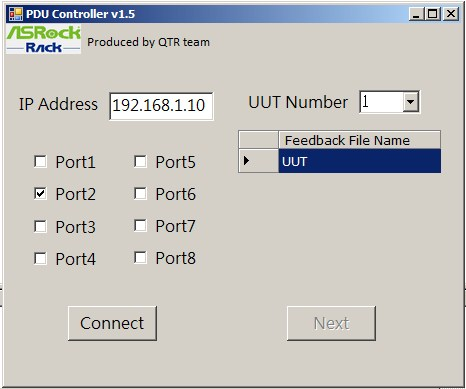 PDU Controller v1.5
ASRock
Rack
Produced by QTR team
IP Address 192.168.1.10
UUT Number 1
Feedback File Name
UUT
Port1 Port5
Port2 Port6
Port3 Port7
Port4 Port8
Connect Next